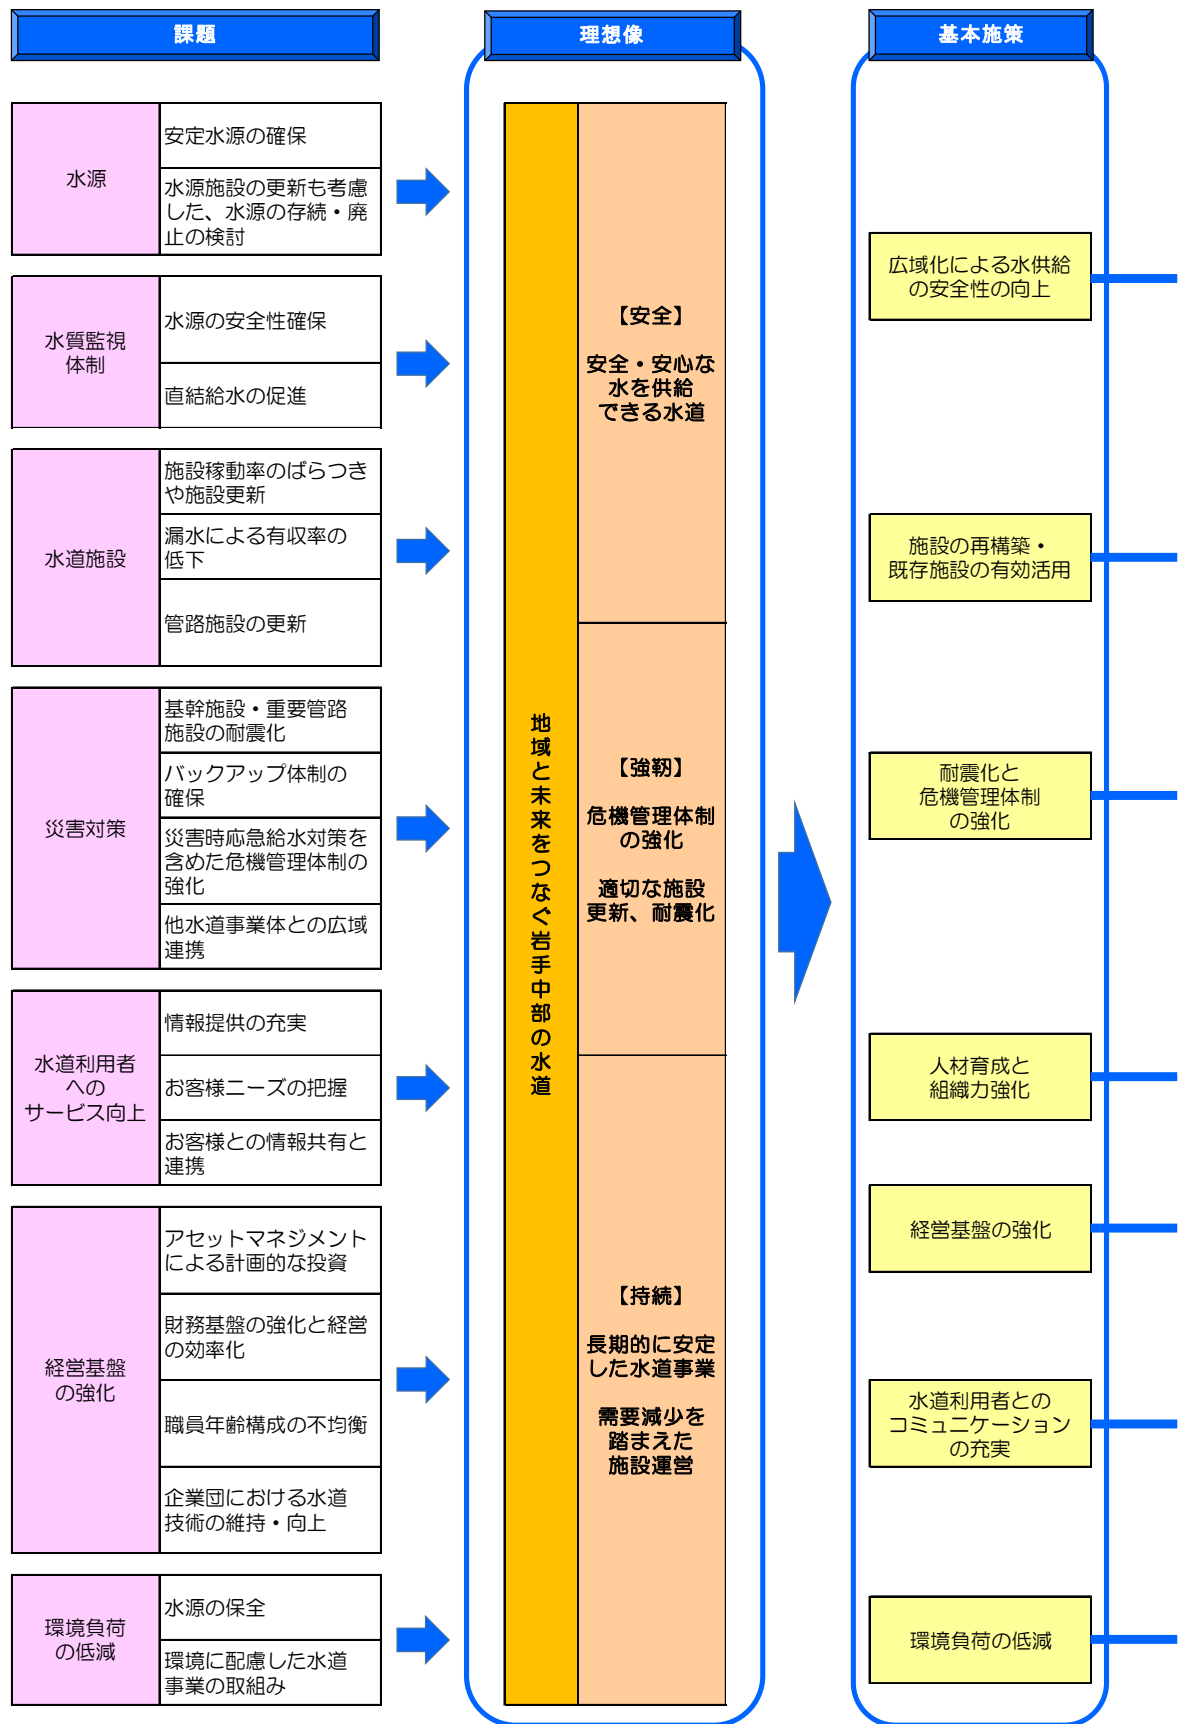 課題
理想像
基本施策
水源
安定水源の確保
水源施設の更新も考慮
した、水源の存続・廃
止の検討
水質監視
体制
水源の安全性確保
直結給水の促進
水道施設
施設稼動率のばらつき
や施設更新
漏水による有収率の
低下
管路施設の更新
災害対策
基幹施設・重要管路
施設の耐震化
バックアップ体制の
確保
災害時応急給水対策を
含めた危機管理体制の
強化
他水道事業体との広域
連携
水道利用者
への
サービス向上
情報提供の充実
お客様ニーズの把握
お客様との情報共有と
連携
経営基盤
の強化
アセットマネジメント
による計画的な投資
財務基盤の強化と経営
の効率化
職員年齢構成の不均衡
企業団における水道
技術の維持・向上
環境負荷
の低減
水源の保全
環境に配慮した水道
事業の取組み
地域と未来をつなぐ岩手中部の水道
【安全】
安全・安心な
水を供給
できる水道
【強靭】
危機管理体制
の強化
適切な施設
更新、耐震化
【持続】
長期的に安定
した水道事業
需要減少を
踏まえた
施設運営
広域化による水供給
の安全性の向上
施設の再構築・
既存施設の有効活用
耐震化と
危機管理体制
の強化
人材育成と
組織力強化
経営基盤の強化
水道利用者との
コミュニケーション
の充実
環境負荷の低減